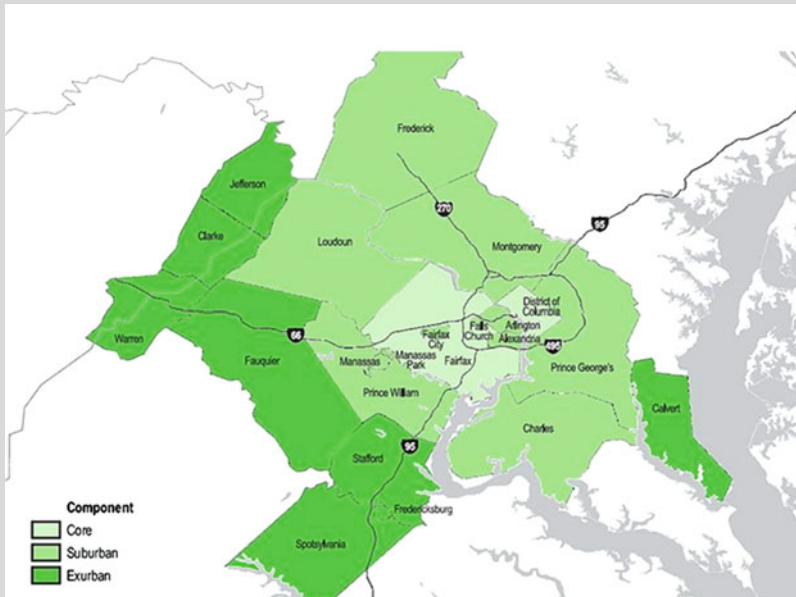 Frederick
Jefferson
270
Clarke
95
Loudoun
Montgomery
District of
Columbia
Warren
66
Fairfax
City
Falls
Church
Arlington
Alexandria
495
Fauquier
Manassas
Manassas
Park
Fairfax
Prince George's
Prince William
Calvert
Charles
95
Stafford
Fredericksburg
Spotsylvania
Component
Core
Suburban
Exurban